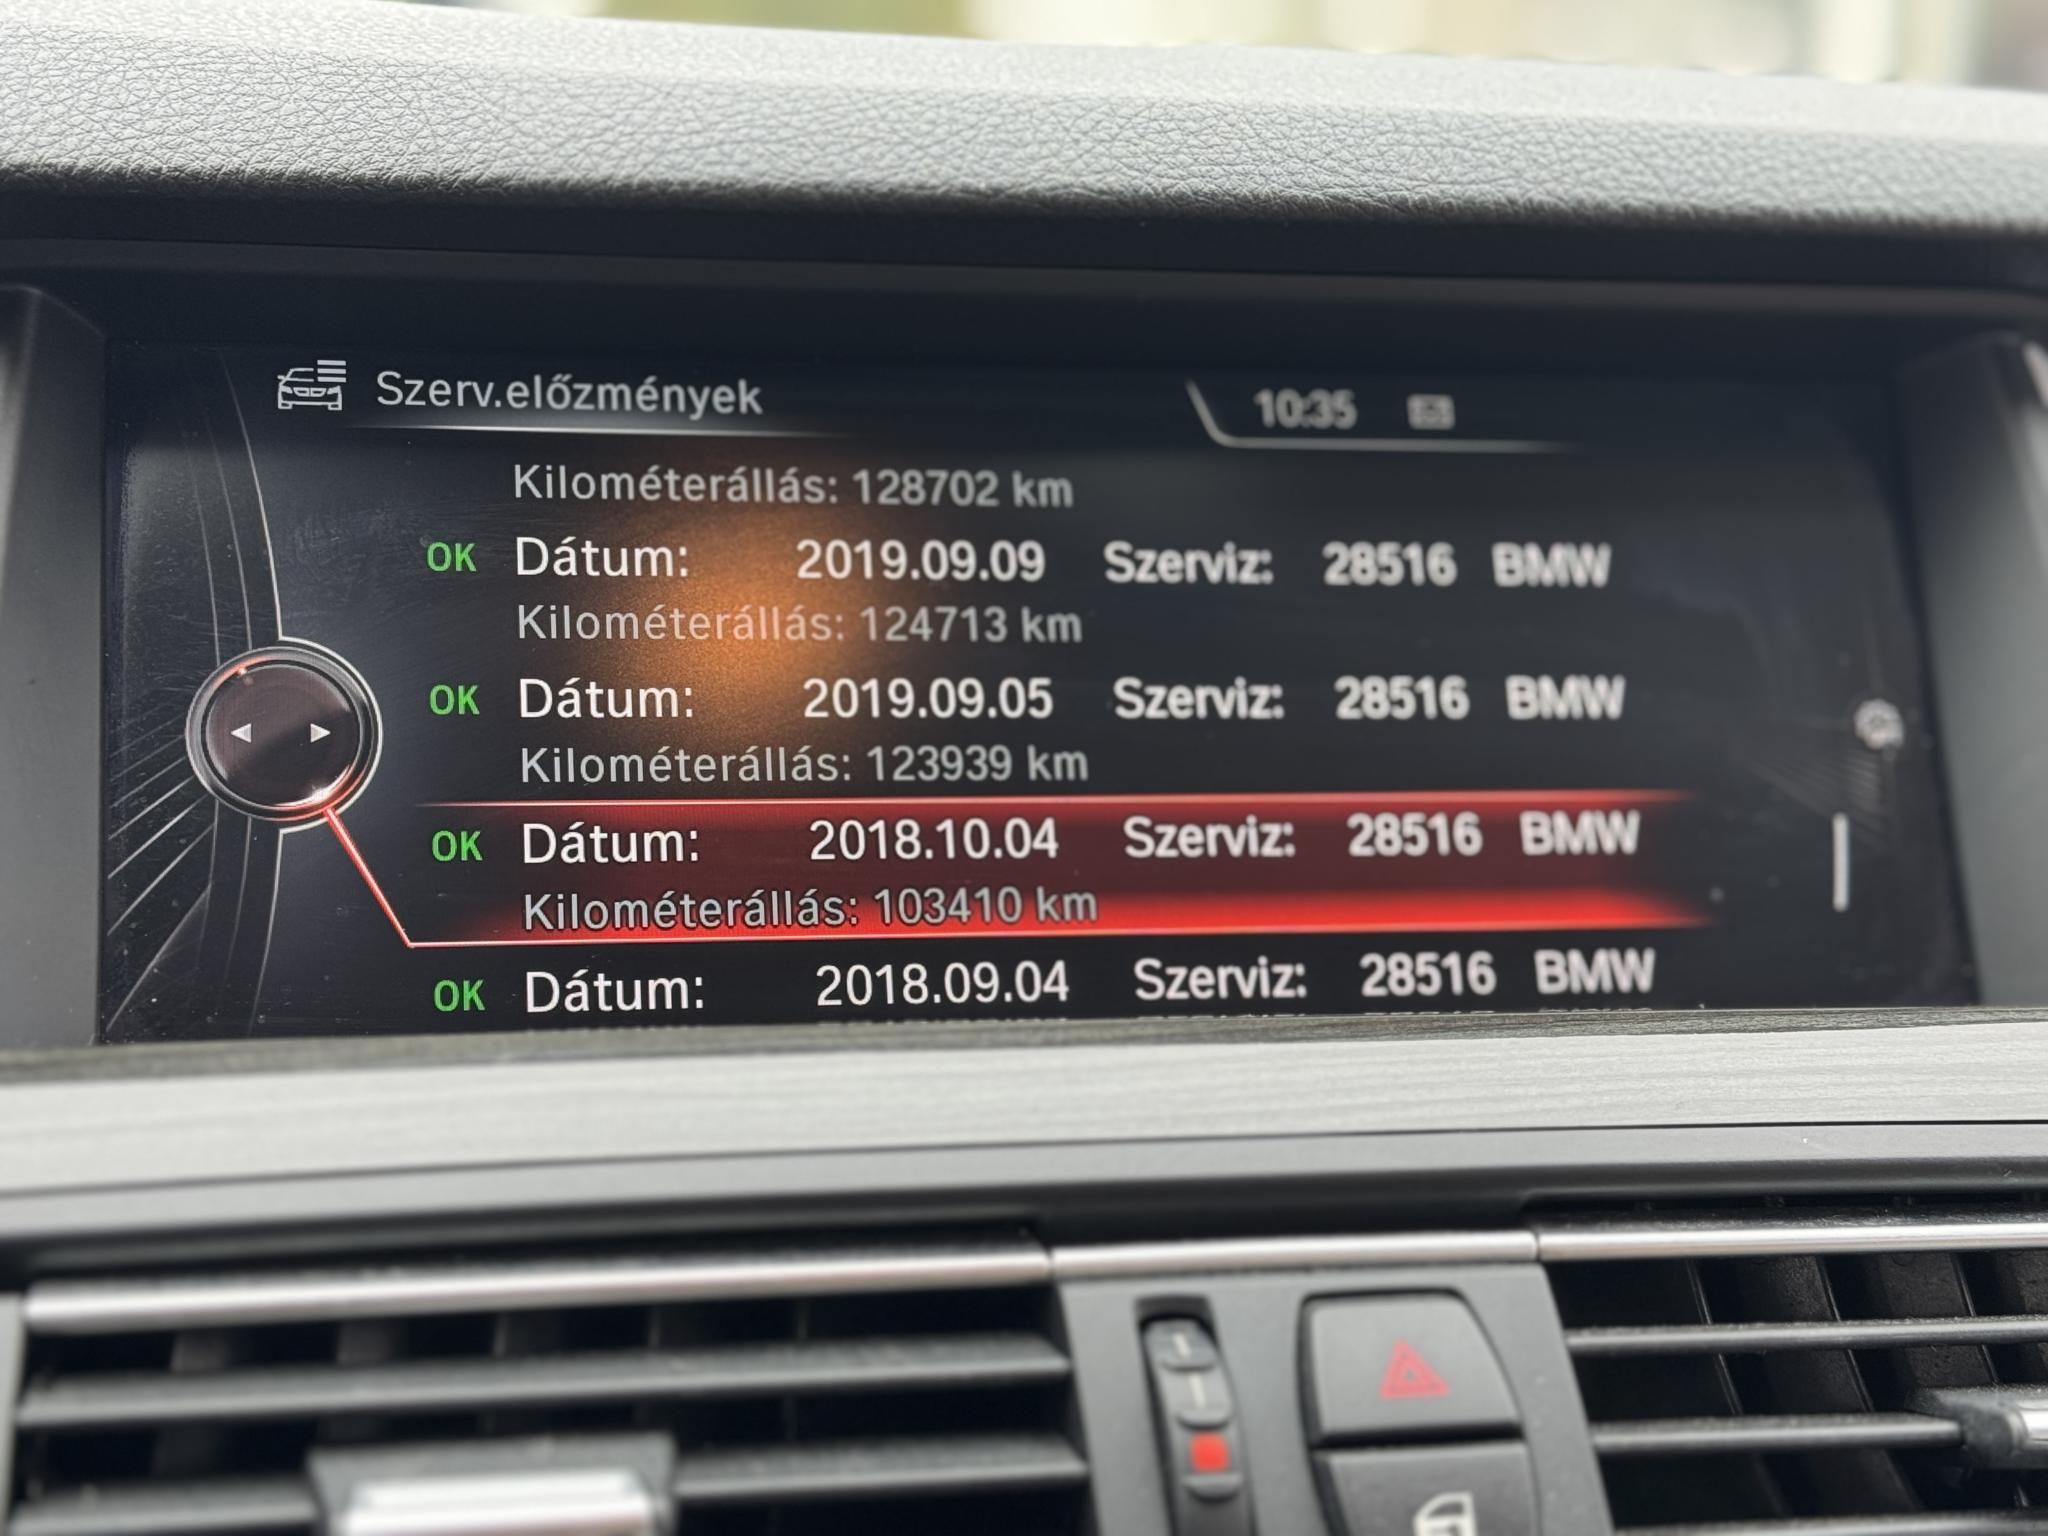 Szerv.előzmények
10:35
Kilométerállás: 128702 km
OK Dátum: 2019.09.09 Szerviz: 28516 BMW
Kilométerállás: 124713 km
OK Dátum: 2019.09.05 Szerviz: 28516 BMW
Kilométerállás: 123939 km
OK Dátum: 2018.10.04 Szerviz: 28516 BMW
Kilométerállás: 103410 km
OK Dátum: 2018.09.04 Szerviz: 28516 BMW